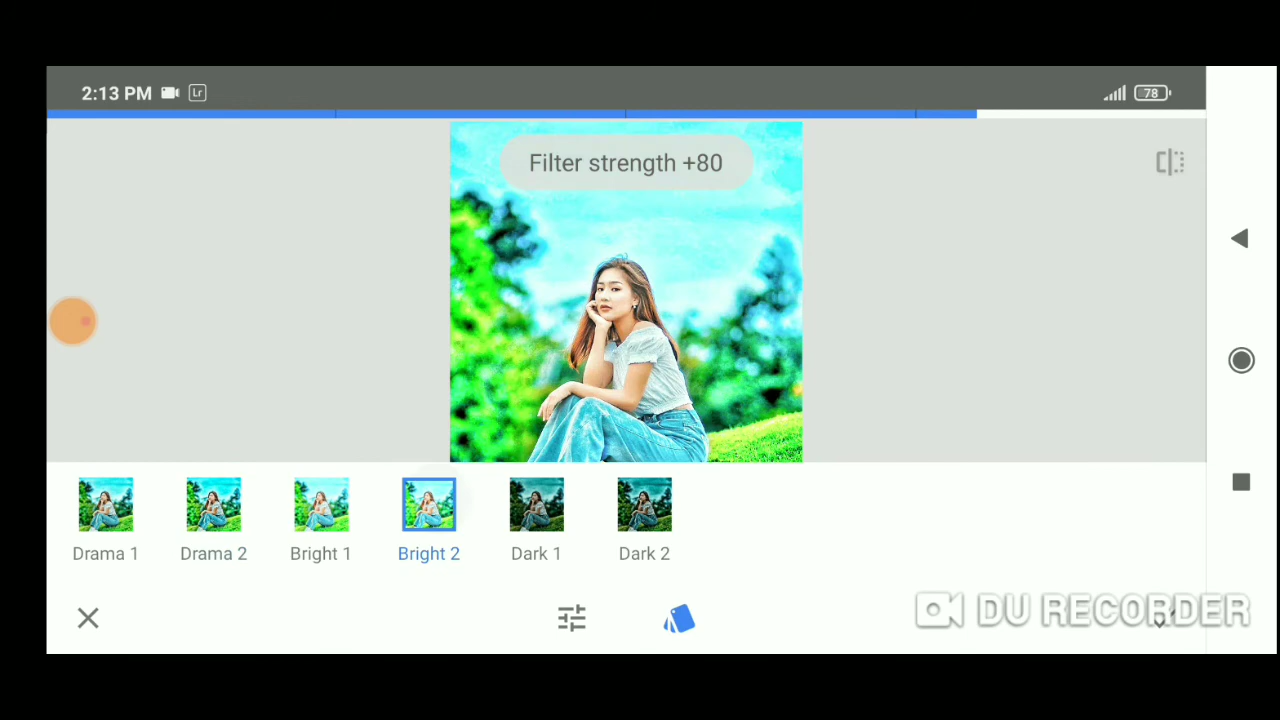 2:13 PM Lr 78
Filter strength +80
Drama 1 Drama 2 Bright 1 Bright 2 Dark 1 Dark 2
DU RECORDER